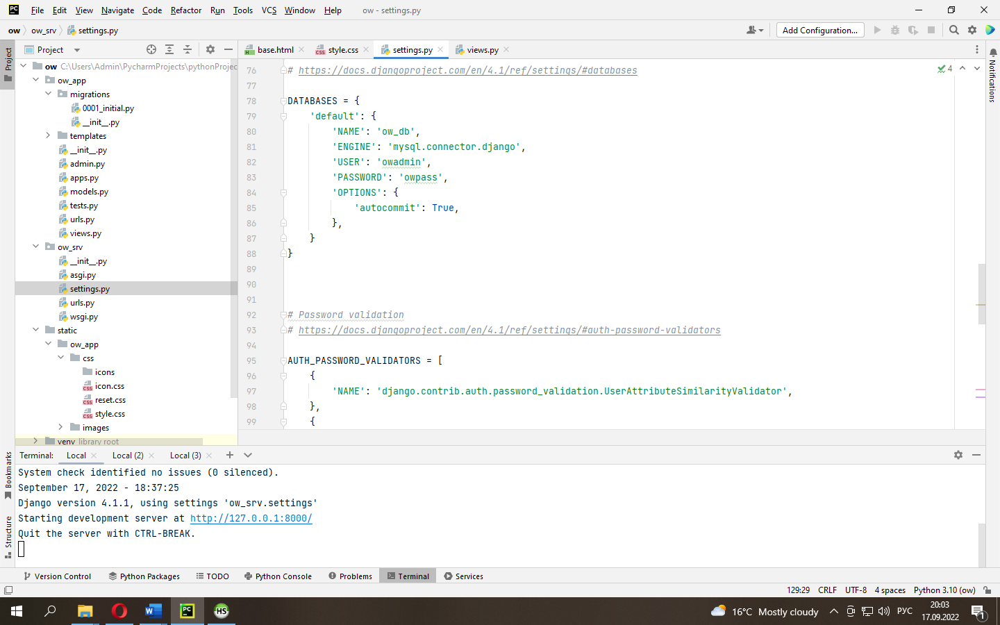 PC File Edit View Navigate Code Refactor Run Tools VCS Window Help ow - settings.py
ow ow_srv settings.py Add Configuration...
Project base.html style.css settings.py views.py
Project
Notifications
Bookmarks
Structure
ow C:\Users\Admin\PycharmProjects\pythonProjec
ow_app
migrations
0001_initial.py
__init__.py
templates
__init__.py
admin.py
apps.py
models.py
tests.py
urls.py
views.py
ow_srv
__init__.py
asgi.py
settings.py
urls.py
wsgi.py
static
ow_app
css
icons
icon.css
reset.css
style.css
images
venv library root
4
76 # https://docs.djangoproject.com/en/4.1/ref/settings/#databases
77
78 DATABASES = {
79 'default': {
80 'NAME': 'ow_db',
81 'ENGINE': 'mysql.connector.django',
82 'USER': 'owadmin',
83 'PASSWORD': 'owpass',
84 'OPTIONS': {
85 'autocommit': True,
86 },
87 }
88 }
89
90
91
92 # Password validation
93 # https://docs.djangoproject.com/en/4.1/ref/settings/#auth-password-validators
94
95 AUTH_PASSWORD_VALIDATORS = [
96 {
97 'NAME': 'django.contrib.auth.password_validation.UserAttributeSimilarityValidator',
98 },
99 {
Terminal: Local Local (2) Local (3)
System check identified no issues (0 silenced).
September 17, 2022 - 18:37:25
Django version 4.1.1, using settings 'ow_srv.settings'
Starting development server at http://127.0.0.1:8000/
Quit the server with CTRL-BREAK.
Version Control Python Packages TODO Python Console Problems Terminal Services
129:29 CRLF UTF-8 4 spaces Python 3.10 (ow)
W PC HS 16°C Mostly cloudy РУС 20:03
17.09.2022 1